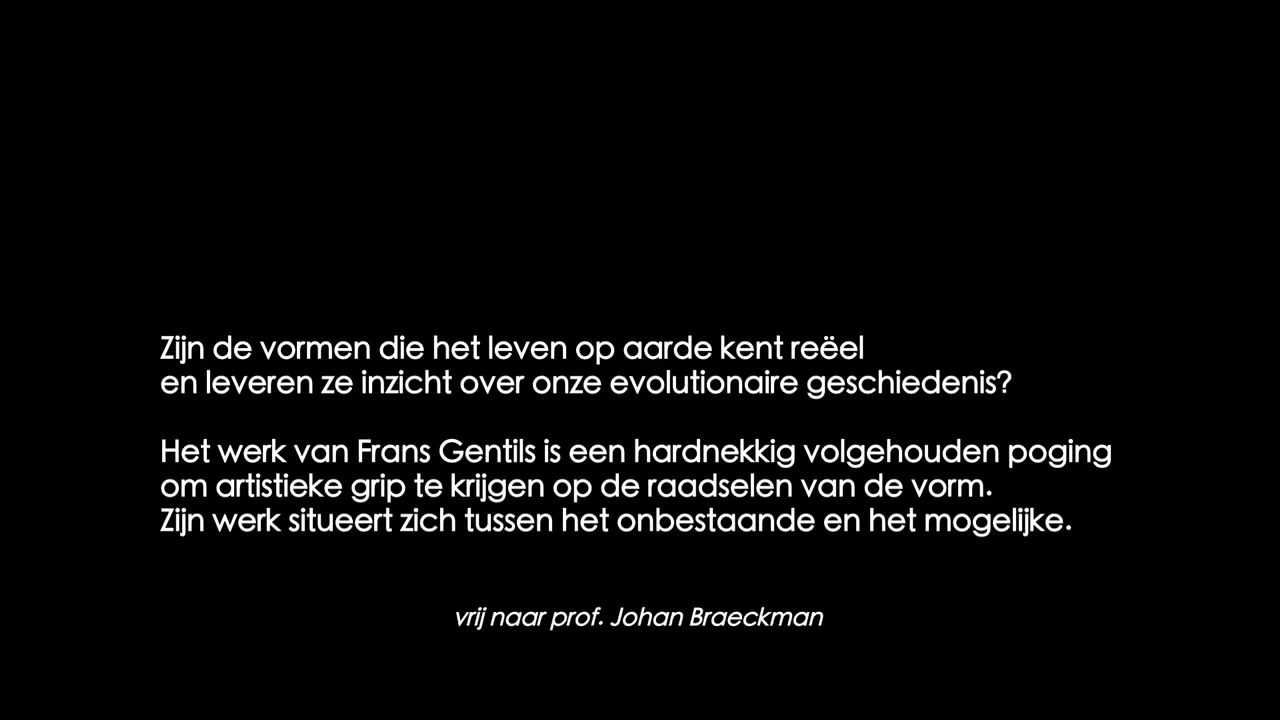 Zijn de vormen die het leven op aarde kent reëel
en leveren ze inzicht over onze evolutionaire geschiedenis?
Het werk van Frans Gentils is een hardnekkig volgehouden poging
om artistieke grip te krijgen op de raadselen van de vorm.
Zijn werk situeert zich tussen het onbestaande en het mogelijke.
vrij naar prof. Johan Braeckman